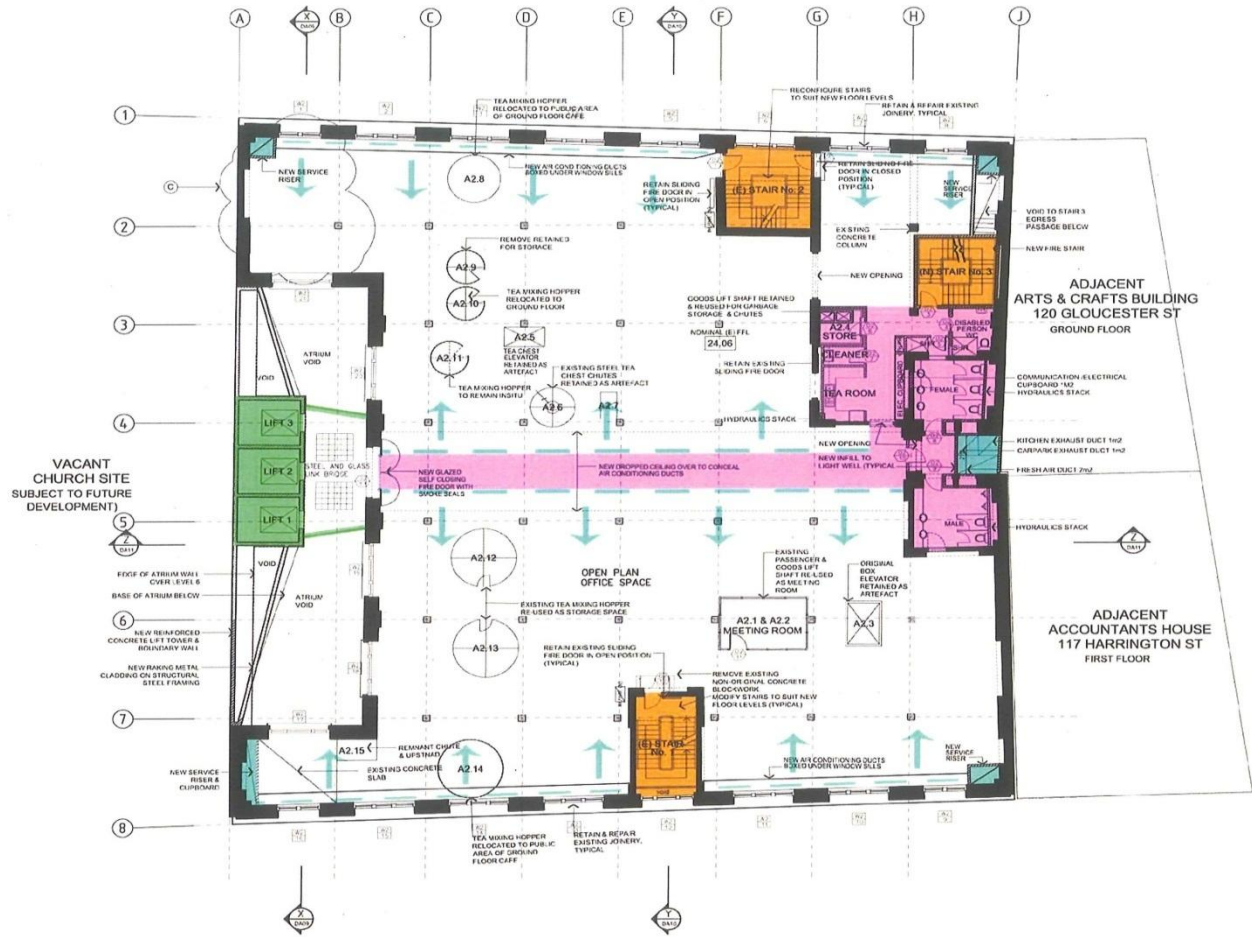 A
B
C
D
E
F
G
H
J
X
DA09
Y
DA10
1
2
3
4
5
6
7
8
C
TEA MIXING HOPPER
RELOCATED TO PUBLIC AREA
OF GROUND FLOOR CAFE
RECONFIGURE STAIRS
TO SUIT NEW FLOOR LEVELS
RETAIN & REPAIR EXISTING
JOINERY, TYPICAL
NEW SERVICE
RISER
A2.8
NEW AIR CONDITIONING DUCTS
BOXED UNDER WINDOW SILLS
RETAIN SLIDING
FIRE DOOR IN
OPEN POSITION
(TYPICAL)
(E) STAIR No. 2
RETAIN SLIDING FIRE
DOOR IN CLOSED
POSITION
(TYPICAL)
NEW
SERVICE
RISER
VOID TO STAIR 3
EGRESS
PASSAGE BELOW
EXISTING
CONCRETE
COLUMN
NEW FIRE STAIR
REMOVE RETAINED
FOR STORAGE
A2.9
(N) STAIR No. 3
NEW OPENING
TEA MIXING HOPPER
RELOCATED TO
GROUND FLOOR
A2.10
GOODS LIFT SHAFT RETAINED
& REUSED FOR GARBAGE
STORAGE & CHUTES
ADJACENT
ARTS & CRAFTS BUILDING
120 GLOUCESTER ST
GROUND FLOOR
A2.4
STORE
DISABLED
PERSON
WC
NOMINAL (E) FFL
24,06
A2.5
TEA CHEST
ELEVATOR
RETAINED AS
ARTEFACT
A2.11
CLEANER
RETAIN EXISTING
SLIDING FIRE DOOR
EXISTING STEEL TEA
CHEST CHUTES
RETAINED AS ARTEFACT
TEA MIXING HOPPER
TO REMAIN INSITU
ATRIUM
VOID
VOID
A2.6
A2.7
TEA ROOM
ELEC. CUPBOARD
FEMALE
COMMUNICATION /ELECTRICAL
CUPBOARD *M2
HYDRAULICS STACK
HYDRAULICS STACK
LIFT 3
LIFT 2
LIFT 1
STEEL AND GLASS
LINK BRIDGE
NEW GLAZED
SELF CLOSING
FIRE DOOR WITH
SMOKE SEALS
NEW DROPPED CEILING OVER TO CONCEAL
AIR CONDITIONING DUCTS
NEW OPENING
NEW INFILL TO
LIGHT WELL (TYPICAL
KITCHEN EXHAUST DUCT 1m2
CARPARK EXHAUST DUCT 1m2
FRESH AIR DUCT 2m2
VACANT
CHURCH SITE
SUBJECT TO FUTURE
DEVELOPMENT)
MALE
HYDRAULICS STACK
Z
DA11
Z
DA11
VOID
ATRIUM
VOID
EDGE OF ATRIUM WALL
OVER LEVEL 6
BASE OF ATRIUM BELOW
A2.12
OPEN PLAN
OFFICE SPACE
EXISTING
PASSENGER &
GOODS LIFT
SHAFT RE-USED
AS MEETING
ROOM
ORIGINAL
BOX
ELEVATOR
RETAINED AS
ARTEFACT
EXISTING TEA MIXING HOPPER
RE-USED AS STORAGE SPACE
A2.1 & A2.2
MEETING ROOM
A2.3
NEW REINFORCED
CONCRETE LIFT TOWER &
BOUNDARY WALL
A2.13
ADJACENT
ACCOUNTANTS HOUSE
117 HARRINGTON ST
FIRST FLOOR
NEW RAKING METAL
CLADDING ON STRUCTURAL
STEEL FRAMING
RETAIN EXISTING SLIDING
FIRE DOOR IN OPEN POSITION
(TYPICAL)
REMOVE EXISTING
NON-ORIGINAL CONCRETE
BLOCKWORK
MODIFY STAIRS TO SUIT NEW
FLOOR LEVELS (TYPICAL)
(E) STAIR
No. 1
VOID
A2.15
REMNANT CHUTE
& UPSTNAD
EXISTING CONCRETE
SLAB
A2.14
NEW SERVICE
RISER &
CUPBOARD
NEW AIR CONDITIONING DUCTS
BOXED UNDER WINDOW SILLS
NEW
SERVICE
RISER
TEA MIXING HOPPER
RELOCATED TO PUBLIC
AREA OF GROUND
FLOOR CAFE
RETAIN & REPAIR
EXISTING JOINERY,
TYPICAL
X
DA09
Y
DA10